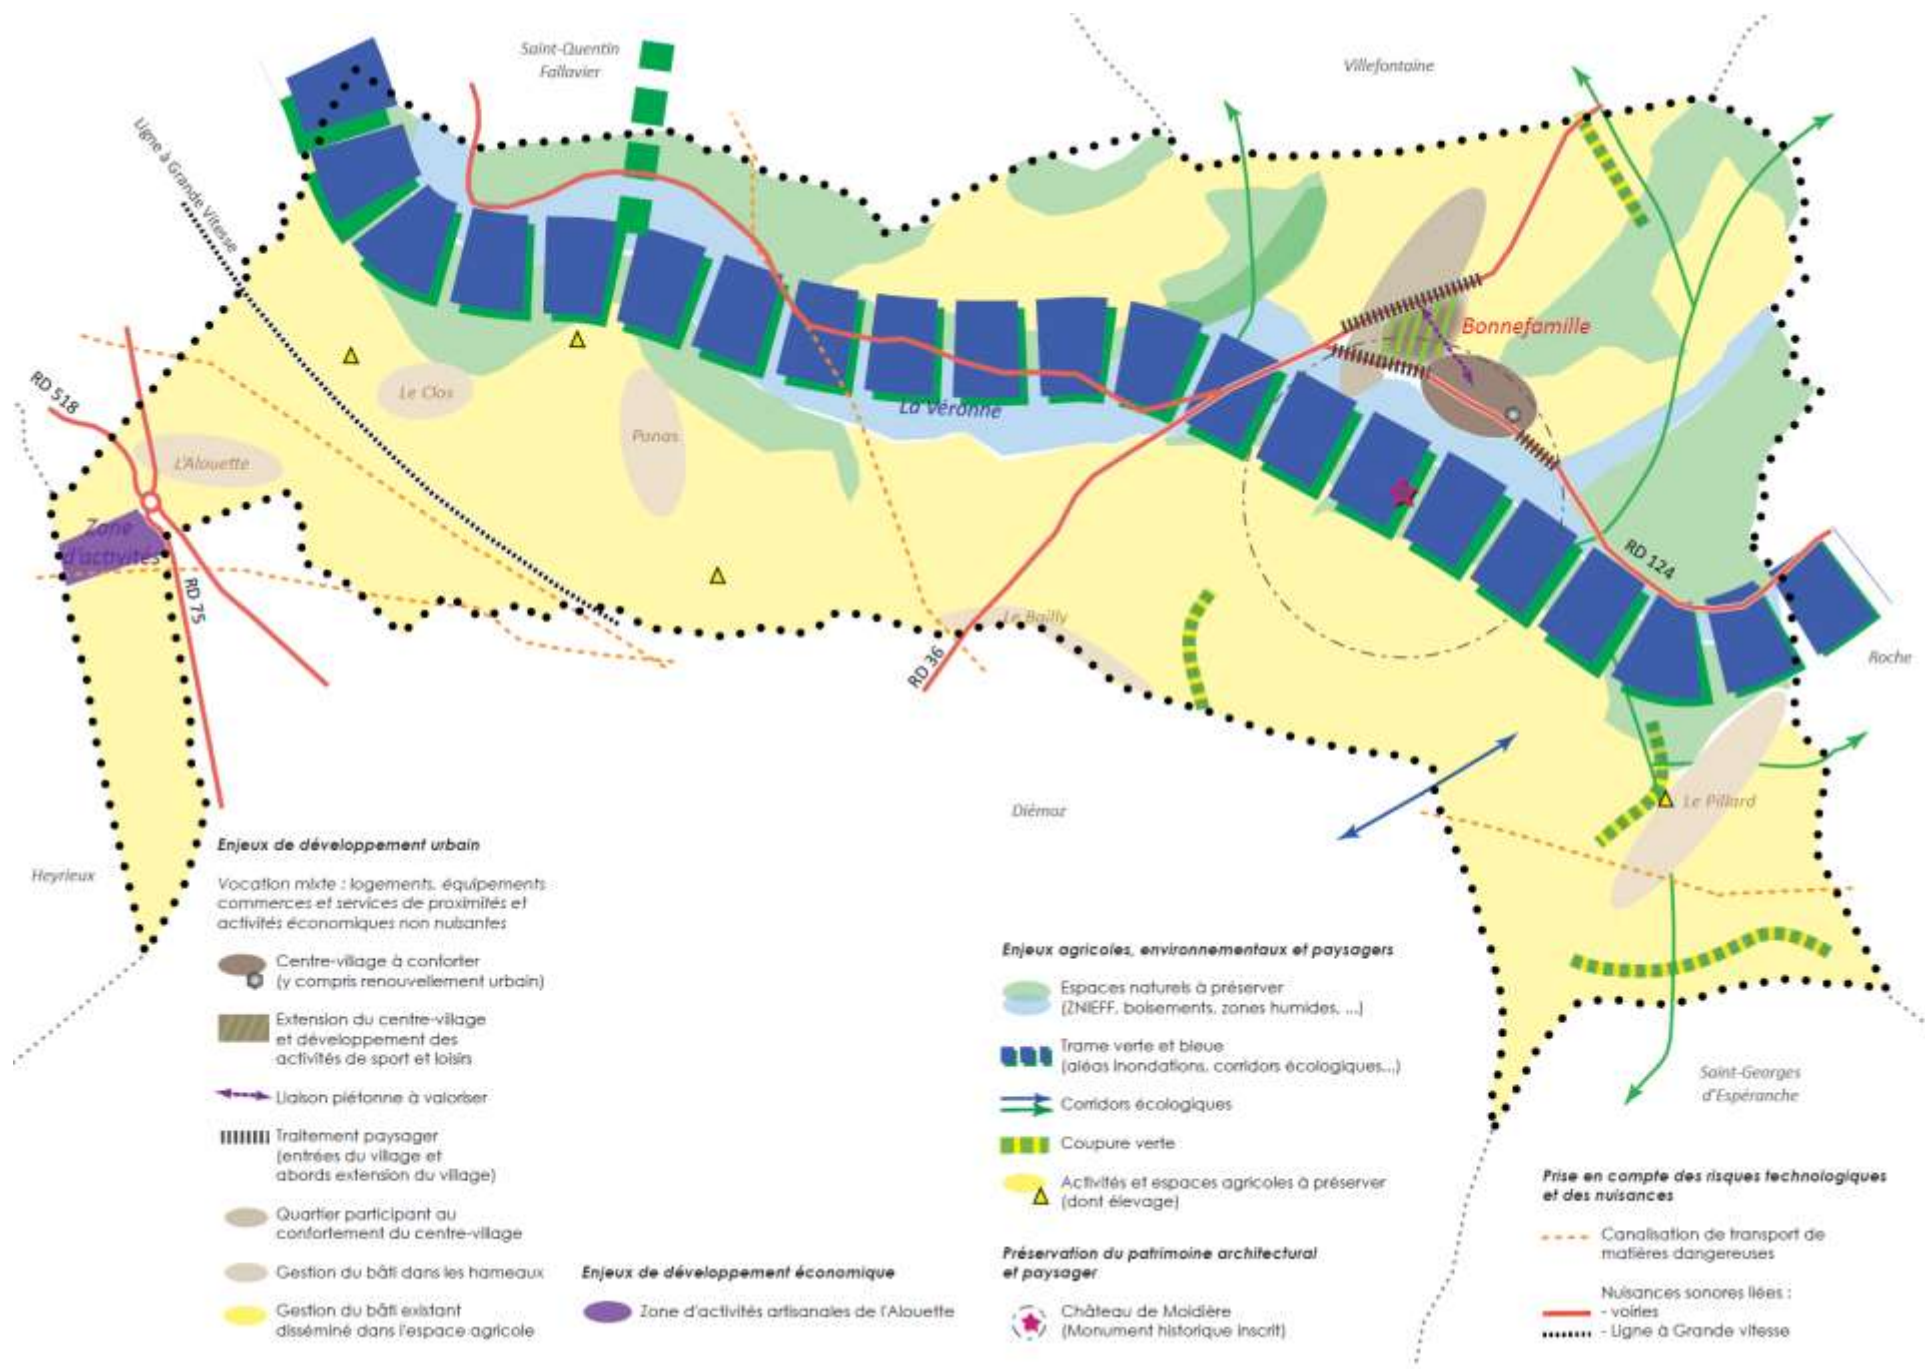 Saint-Quentin
Fallavier
Villefontaine
Ligne à Grande Vitesse
Bonnefamille
RD 518
Le Clos
La Véronne
Panas
L'Alouette
Zone
d'activités
RD 75
RD 124
Le Bailly
RD 36
Roche
Le Pillard
Diémoz
Heyrieux
Saint-Georges
d'Espéranche
Enjeux de développement urbain
Vocation mixte : logements, équipements
commerces et services de proximités et
activités économiques non nuisantes
Centre-village à conforter
(y compris renouvellement urbain)
Extension du centre-village
et développement des
activités de sport et loisirs
Liaison piétonne à valoriser
Traitement paysager
(entrées du village et
abords extension du village)
Quartier participant au
confortement du centre-village
Gestion du bâti dans les hameaux
Gestion du bâti existant
disséminé dans l'espace agricole
Enjeux de développement économique
Zone d'activités artisanales de l'Alouette
Enjeux agricoles, environnementaux et paysagers
Espaces naturels à préserver
(ZNIEFF, boisements, zones humides, ...)
Trame verte et bleue
(aléas inondations, corridors écologiques...)
Corridors écologiques
Coupure verte
Activités et espaces agricoles à préserver
(dont élevage)
Préservation du patrimoine architectural
et paysager
Château de Moidière
(Monument historique inscrit)
Prise en compte des risques technologiques
et des nuisances
Canalisation de transport de
matières dangereuses
Nuisances sonores liées :
- voiries
- Ligne à Grande vitesse